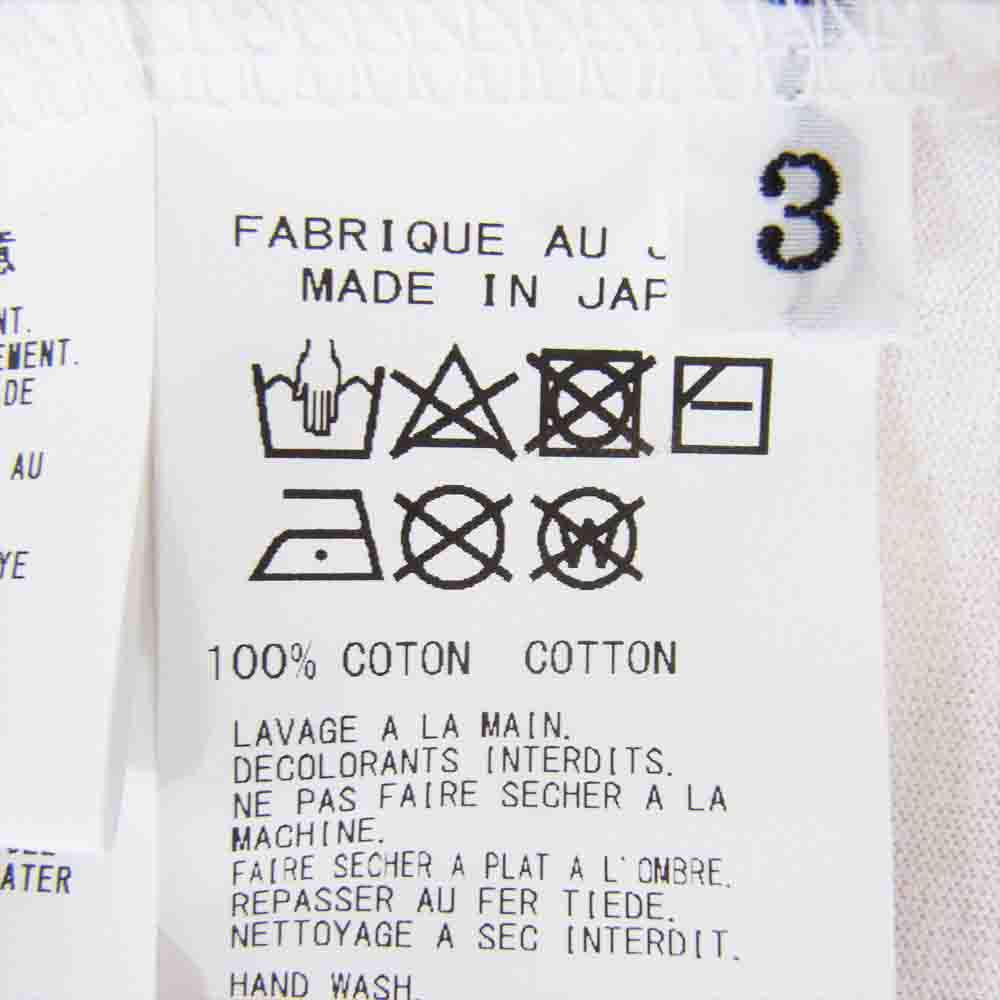 3
FABRIQUE AU J
MADE IN JAP
W
100% COTON COTTON
LAVAGE A LA MAIN.
DECOLORANTS INTERDITS.
NE PAS FAIRE SECHER A LA
MACHINE.
FAIRE SECHER A PLAT A L'OMBRE.
REPASSER AU FER TIEDE.
NETTOYAGE A SEC INTERDIT.
HAND WASH.
NT.
EMENT.
DE
AU
YE
ATER